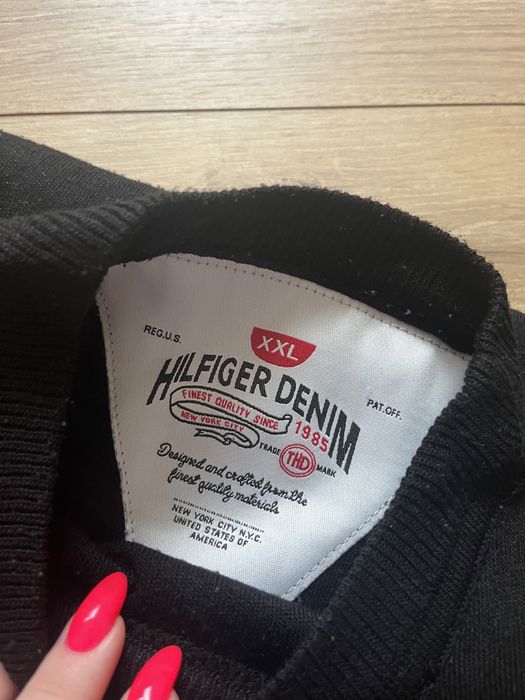 XXL
REG.U.S.
HILFIGER DENIM
PAT.OFF.
FINEST QUALITY SINCE 1985
NEW YORK CITY
TRADE THD MARK
Designed and crafted from the
finest quality materials
NEW YORK CITY N.Y.C.
UNITED STATES OF
AMERICA